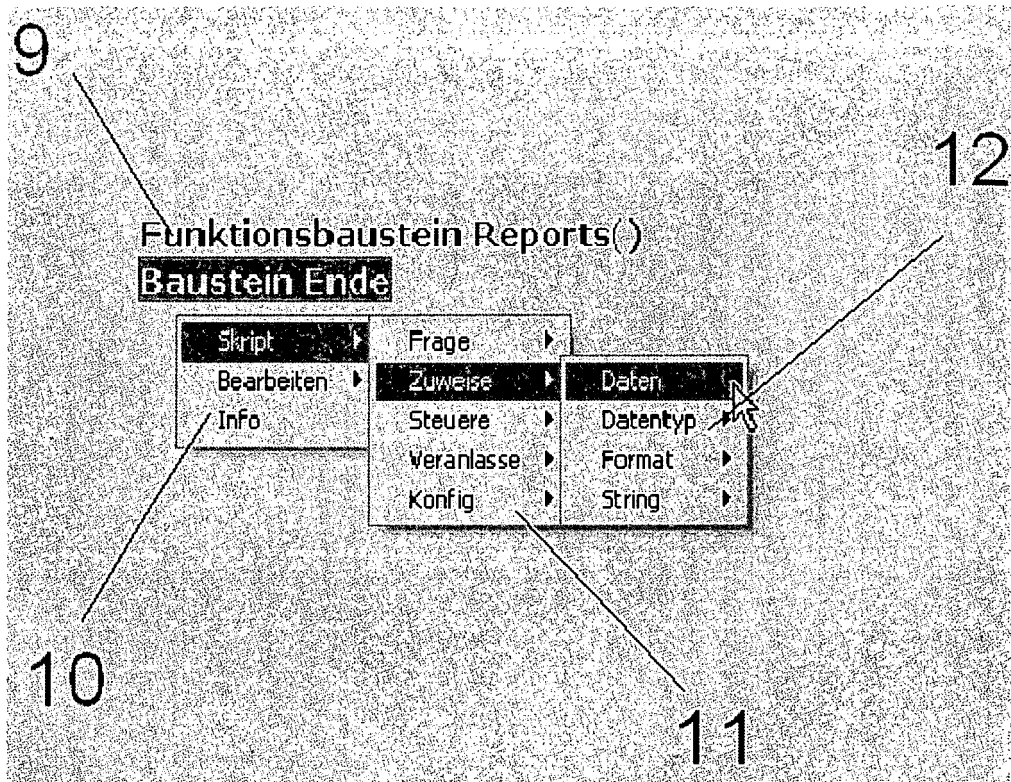 9
12
Funktionsbaustein Reports()
Baustein Ende
Skript
Bearbeiten
Info
Frage
Zuweise
Steuere
Veranlasse
Konfig
Daten
Datentyp
Format
String
10
11